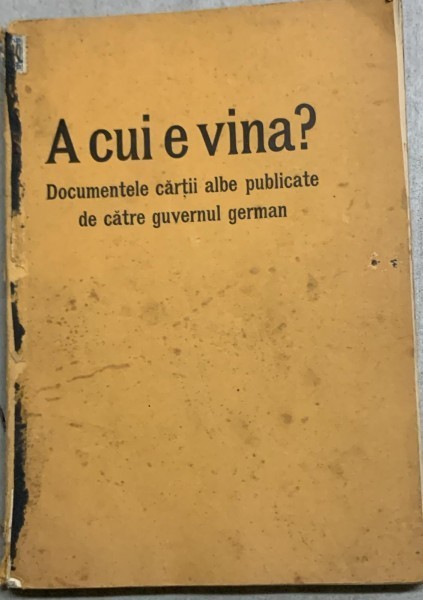 A cui e vina?
Documentele cărții albe publicate
de către guvernul german